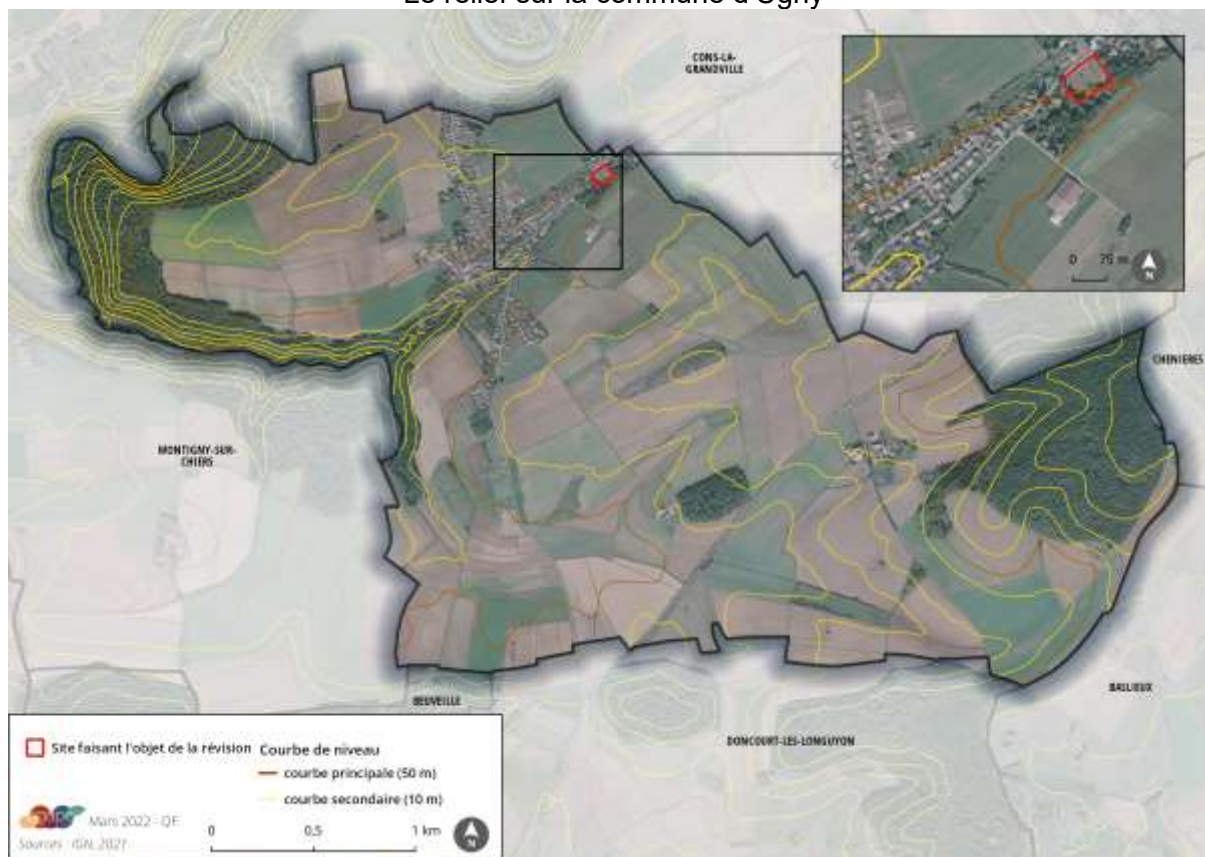 Le relief sur la commune d'Ugny
CONS-LA-
GRANDVILLE
0 75 m
N
CHENIERES
MONTIGNY-SUR-
CHIERS
BEUVEILLE
BASLIEUX
DONCOURT-LES-LONGUYON
Site faisant l'objet de la révision
Courbe de niveau
courbe principale (50 m)
courbe secondaire (10 m)
Mars 2022 - QF
Sources : IGN, 2021
0 0,5 1 km
N